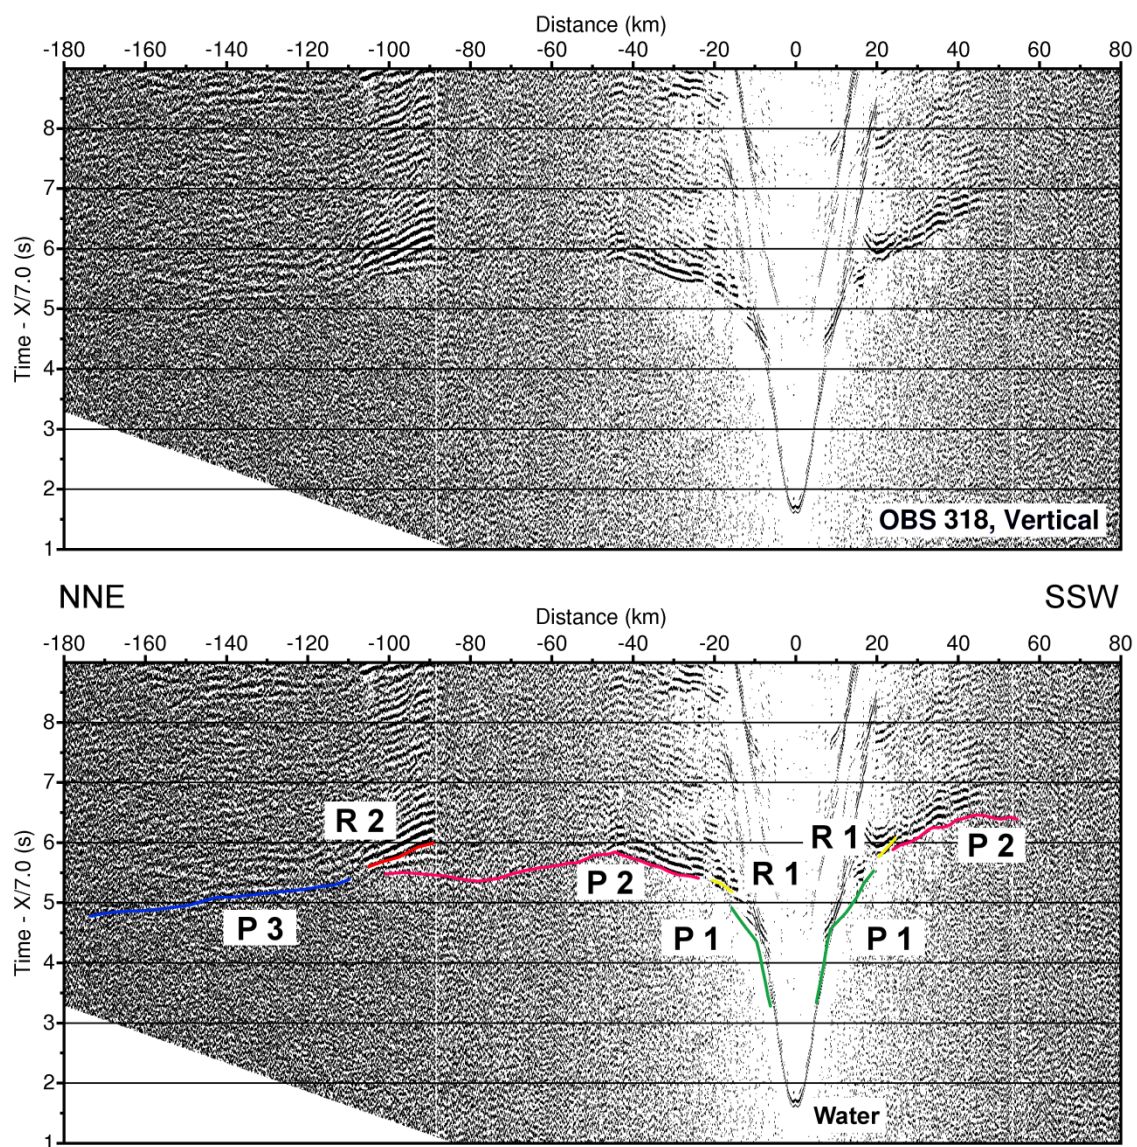 Distance (km)
-180 -160 -140 -120 -100 -80 -60 -40 -20 0 20 40 60 80
Time - X/7.0 (s)
8
7
6
5
4
3
2
1
OBS 318, Vertical
NNE SSW
Distance (km)
-180 -160 -140 -120 -100 -80 -60 -40 -20 0 20 40 60 80
Time - X/7.0 (s)
8
7
6
5
4
3
2
1
R 2
R 1
P 2
P 2
R 1
P 3
P 1
P 1
Water